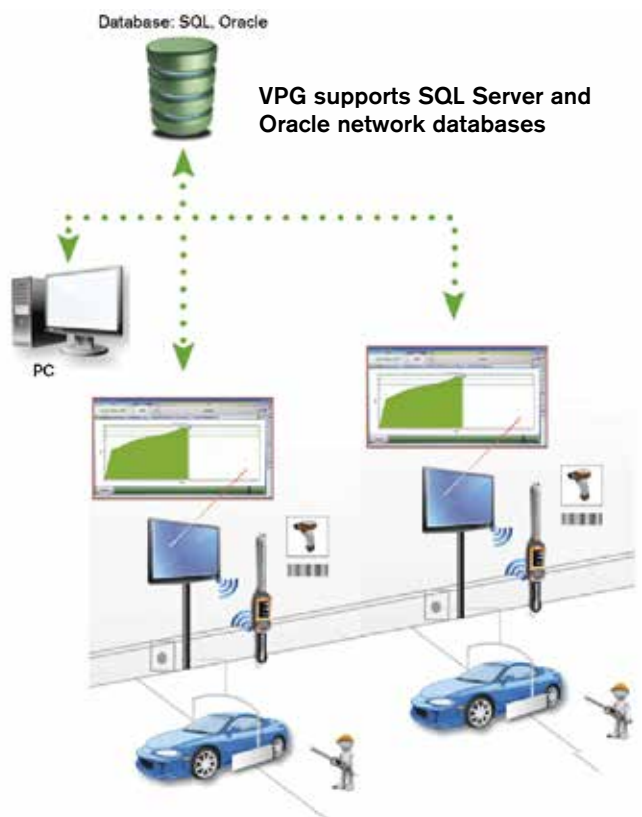 Database: SQL, Oracle
VPG supports SQL Server and
Oracle network databases
PC